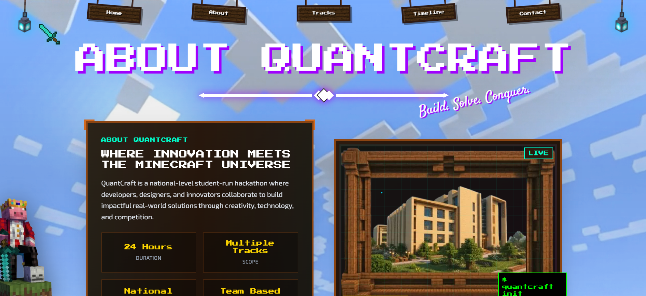 Home
About
Tracks
Timeline
Contact
ABOUT QUANTCRAFT
Build. Solve. Conquer.
ABOUT QUANTCRAFT
WHERE INNOVATION MEETS
THE MINECRAFT UNIVERSE
QuantCraft is a national-level student-run hackathon where
developers, designers, and innovators collaborate to build
impactful real-world solutions through creativity, technology,
and competition.
24 Hours
DURATION
Multiple
Tracks
SCOPE
National
Team Based
LIVE
quantcraft
init